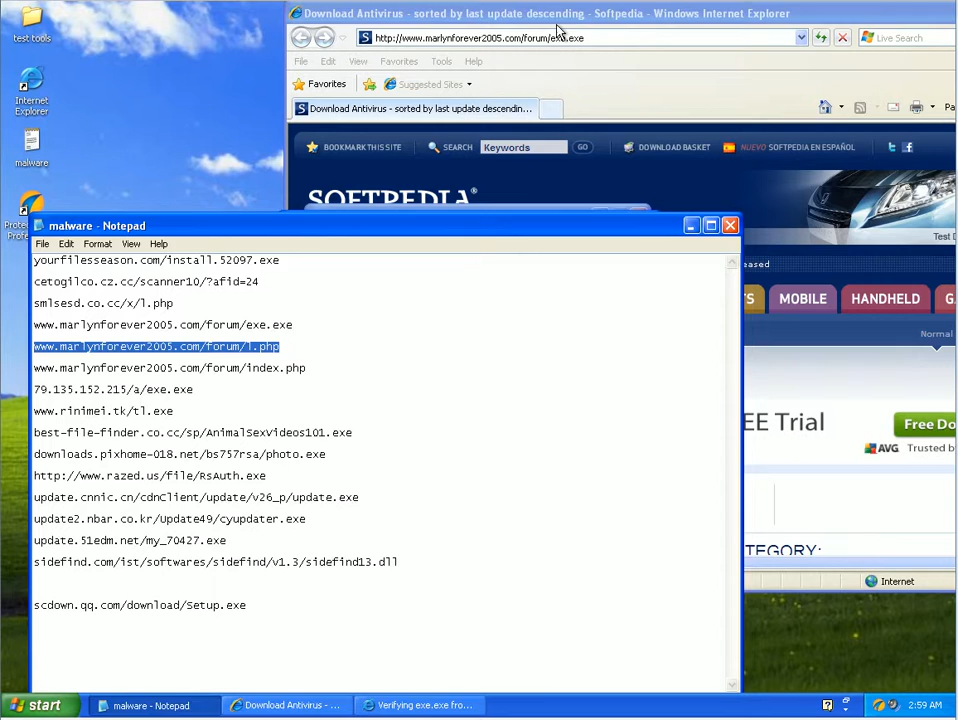 test tools
Internet
Explorer
malware
Download Antivirus - sorted by last update descending - Softpedia - Windows Internet Explorer
http://www.marlynforever2005.com/forum/exe.exe
Live Search
File Edit View Favorites Tools Help
Favorites
Suggested Sites
Download Antivirus - sorted by last update descendin...
BOOKMARK THIS SITE
SEARCH
Keywords
GO
DOWNLOAD BASKET
NUEVO SOFTPEDIA EN ESPAÑOL
SOFTPEDIA®
malware - Notepad
File Edit Format View Help
yourfilesseason.com/install.52097.exe
cetogilco.cz.cc/scanner10/?afid=24
smlsesd.co.cc/x/l.php
www.marlynforever2005.com/forum/exe.exe
www.marlynforever2005.com/forum/l.php
www.marlynforever2005.com/forum/index.php
79.135.152.215/a/exe.exe
www.rinimei.tk/tl.exe
best-file-finder.co.cc/sp/AnimalSexVideos101.exe
downloads.pixhome-018.net/bs757rsa/photo.exe
http://www.razed.us/file/RsAuth.exe
update.cnnic.cn/cdnClient/update/v26_p/update.exe
update2.nbar.co.kr/Update49/cyupdater.exe
update.51edm.net/my_70427.exe
sidefind.com/ist/softwares/sidefind/v1.3/sidefind13.dll
scdown.qq.com/download/Setup.exe
Test D
eased
TS
MOBILE
HANDHELD
G
Normal
EE Trial
Free Do
AVG
Trusted b
TEGORY:
Internet
start
malware - Notepad
Download Antivirus - ...
Verifying exe.exe fro...
2:59 AM